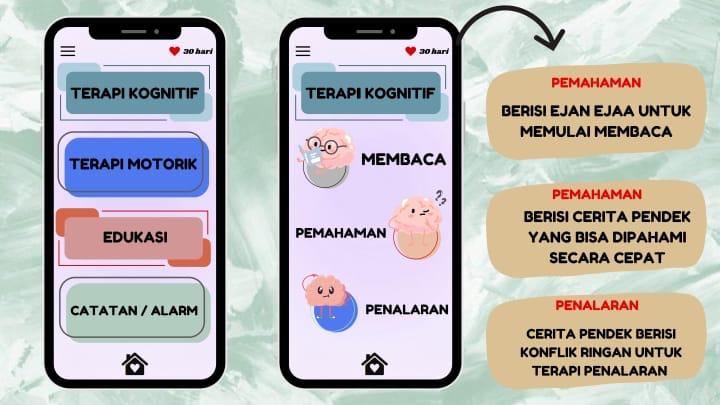 30 hari
TERAPI KOGNITIF
TERAPI MOTORIK
EDUKASI
CATATAN / ALARM
30 hari
TERAPI KOGNITIF
MEMBACA
??
PEMAHAMAN
PENALARAN
PEMAHAMAN
BERISI EJAN EJAA UNTUK
MEMULAI MEMBACA
PEMAHAMAN
BERISI CERITA PENDEK
YANG BISA DIPAHAMI
SECARA CEPAT
PENALARAN
CERITA PENDEK BERISI
KONFLIK RINGAN UNTUK
TERAPI PENALARAN